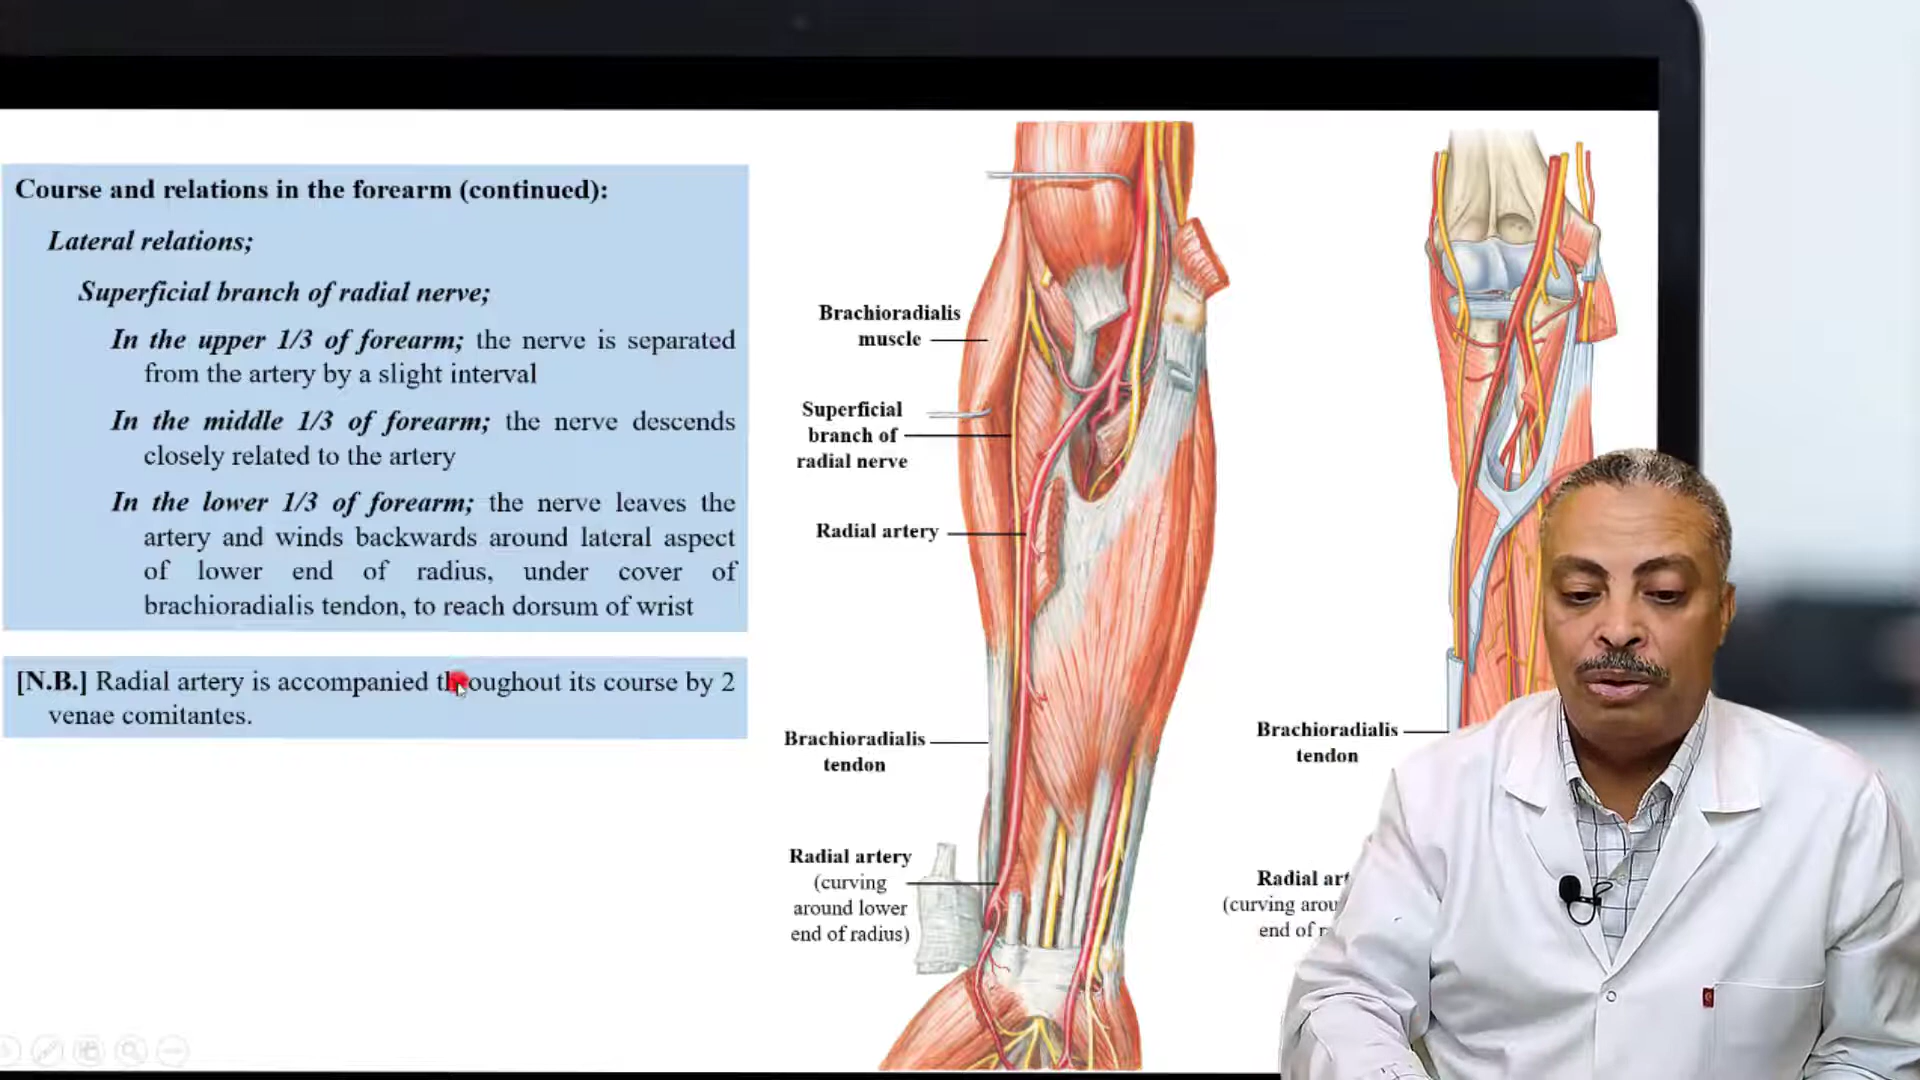 Course and relations in the forearm (continued):
Lateral relations;
Superficial branch of radial nerve;
In the upper 1/3 of forearm; the nerve is separated
from the artery by a slight interval
In the middle 1/3 of forearm; the nerve descends
closely related to the artery
In the lower 1/3 of forearm; the nerve leaves the
artery and winds backwards around lateral aspect
of lower end of radius, under cover of
brachioradialis tendon, to reach dorsum of wrist
[N.B.] Radial artery is accompanied throughout its course by 2
venae comitantes.
Brachioradialis
muscle
Superficial
branch of
radial nerve
Radial artery
Brachioradialis
tendon
Radial artery
(curving
around lower
end of radius)
Brachioradialis
tendon
Radial
(curving
end of